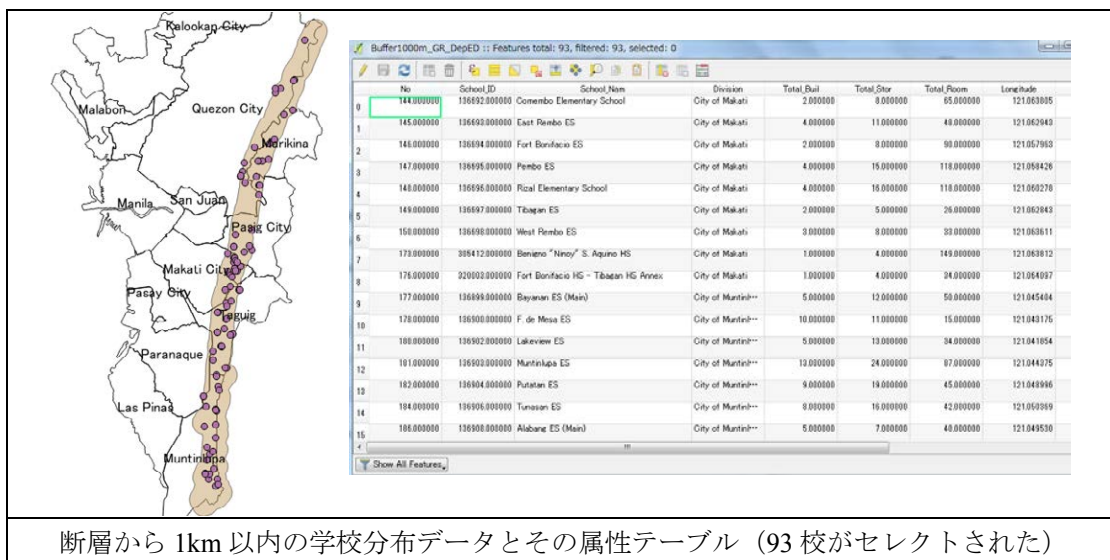 Kalookan City
Malabon
Quezon City
Marikina
Manila
San Juan
Pasig City
Makati City
Pasay City
Taguig
Paranaque
Las Pinas
Muntinlupa
Buffer1000m_GR_DepED :: Features total: 93, filtered: 93, selected: 0
No School_ID School_Nam Division Total_Buil Total_Stor Total_Room Longitude
0 144.000000 136692.000000 Comembo Elementary School City of Makati 2.000000 8.000000 65.000000 121.063805
1 145.000000 136693.000000 East Rembo ES City of Makati 4.000000 11.000000 48.000000 121.062943
2 146.000000 136694.000000 Fort Bonifacio ES City of Makati 2.000000 8.000000 90.000000 121.057963
3 147.000000 136695.000000 Pembo ES City of Makati 4.000000 15.000000 118.000000 121.058426
4 148.000000 136696.000000 Rizal Elementary School City of Makati 4.000000 16.000000 118.000000 121.060278
5 149.000000 136697.000000 Tibagan ES City of Makati 2.000000 5.000000 26.000000 121.062843
6 150.000000 136698.000000 West Rembo ES City of Makati 3.000000 8.000000 33.000000 121.063611
7 173.000000 305412.000000 Benigno "Ninoy" S. Aquino HS City of Makati 1.000000 4.000000 149.000000 121.063812
8 176.000000 320003.000000 Fort Bonifacio HS - Tibagan HS Annex City of Makati 1.000000 4.000000 24.000000 121.064097
9 177.000000 136899.000000 Bayanan ES (Main) City of Muntinl… 5.000000 12.000000 50.000000 121.045404
10 178.000000 136900.000000 F. de Mesa ES City of Muntinl… 10.000000 11.000000 15.000000 121.043175
11 180.000000 136902.000000 Lakeview ES City of Muntinl… 5.000000 13.000000 34.000000 121.041854
12 181.000000 136903.000000 Muntinlupa ES City of Muntinl… 13.000000 24.000000 87.000000 121.044375
13 182.000000 136904.000000 Putatan ES City of Muntinl… 9.000000 19.000000 45.000000 121.048996
14 184.000000 136906.000000 Tunasan ES City of Muntinl… 8.000000 16.000000 42.000000 121.050369
15 186.000000 136908.000000 Alabang ES (Main) City of Muntinl… 5.000000 7.000000 40.000000 121.049530
Show All Features
断層から 1km 以内の学校分布データとその属性テーブル（93 校がセレクトされた）